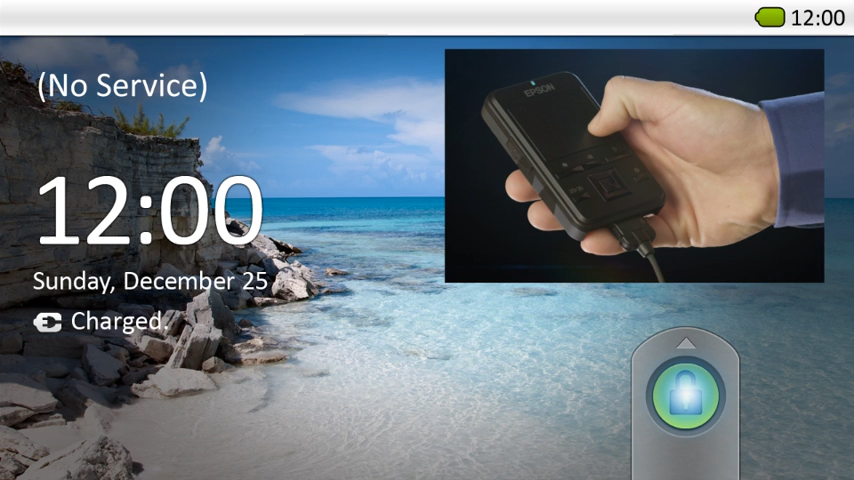 12:00
(No Service)
EPSON
12:00
Sunday, December 25
Charged.